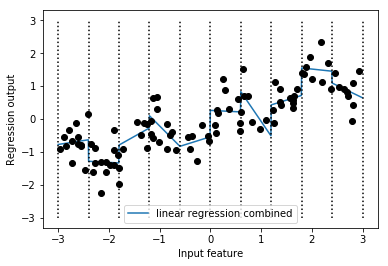 3
2
1
0
−1
−2
−3
Regression output
linear regression combined
−3 −2 −1 0 1 2 3
Input feature